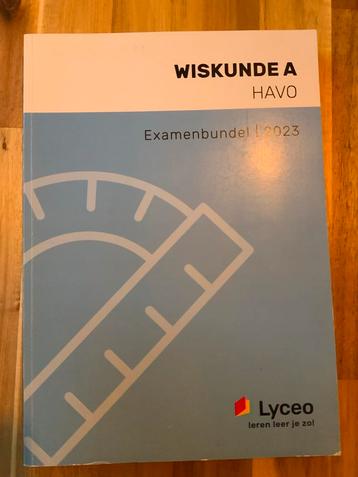 WISKUNDE A
HAVO
Examenbundel | 2023
Lyceo
leren leer je zo!